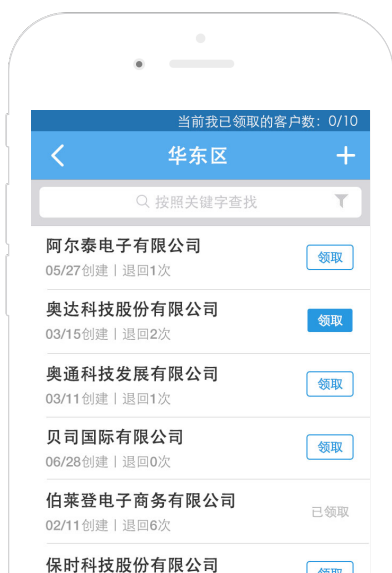 当前我已领取的客户数：0/10
华东区
按照关键字查找
阿尔泰电子有限公司
05/27创建丨退回1次
领取
奥达科技股份有限公司
03/15创建丨退回2次
领取
奥通科技发展有限公司
03/11创建丨退回1次
领取
贝司国际有限公司
06/28创建丨退回0次
领取
伯莱登电子商务有限公司
02/11创建丨退回6次
已领取
保时科技股份有限公司
领取